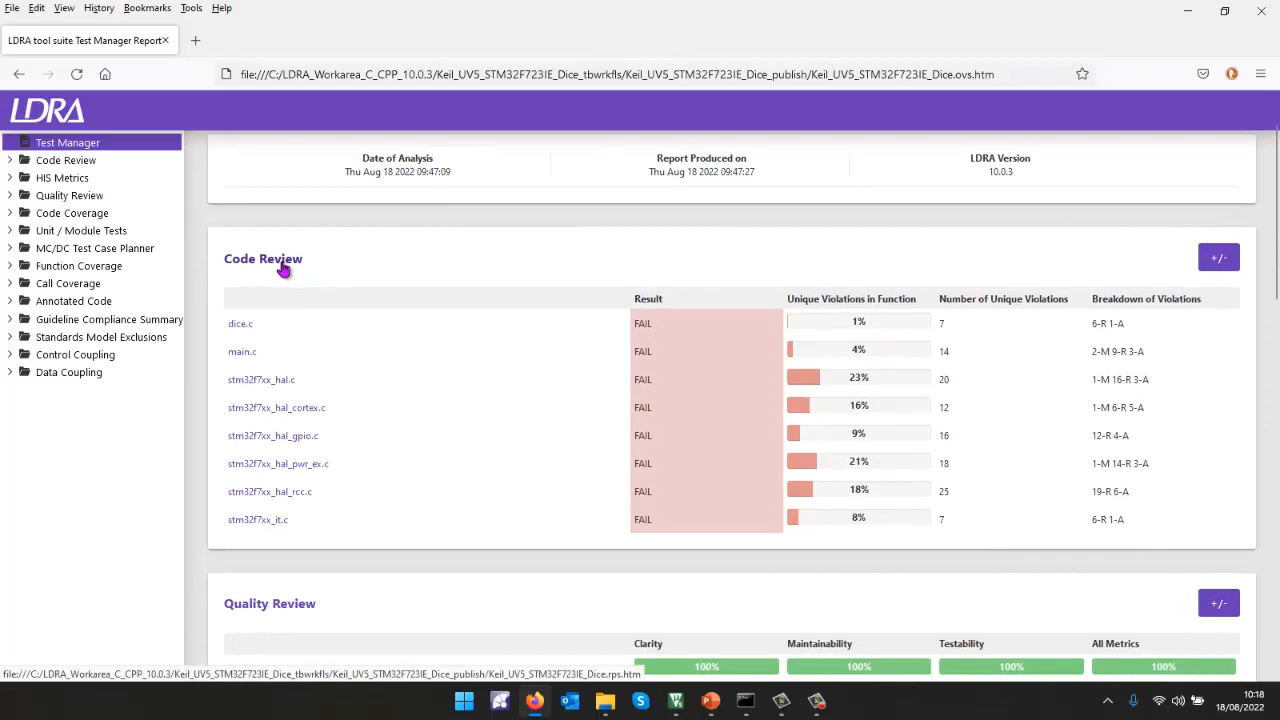 File Edit View History Bookmarks Tools Help
LDRA tool suite Test Manager Report
file:///C:/LDRA_Workarea_C_CPP_10.0.3/Keil_UV5_STM32F723IE_Dice_tbwrkfls/Keil_UV5_STM32F723IE_Dice_publish/Keil_UV5_STM32F723IE_Dice.ovs.htm
LDRA
Test Manager
Code Review
HIS Metrics
Quality Review
Code Coverage
Unit / Module Tests
MC/DC Test Case Planner
Function Coverage
Call Coverage
Annotated Code
Guideline Compliance Summary
Standards Model Exclusions
Control Coupling
Data Coupling
Date of Analysis Report Produced on LDRA Version
Thu Aug 18 2022 09:47:09 Thu Aug 18 2022 09:47:27 10.0.3
Code Review +/-
Result Unique Violations in Function Number of Unique Violations Breakdown of Violations
dice.c FAIL 1% 7 6-R 1-A
main.c FAIL 4% 14 2-M 9-R 3-A
stm32f7xx_hal.c FAIL 23% 20 1-M 16-R 3-A
stm32f7xx_hal_cortex.c FAIL 16% 12 1-M 6-R 5-A
stm32f7xx_hal_gpio.c FAIL 9% 16 12-R 4-A
stm32f7xx_hal_pwr_ex.c FAIL 21% 18 1-M 14-R 3-A
stm32f7xx_hal_rcc.c FAIL 18% 25 19-R 6-A
stm32f7xx_it.c FAIL 8% 7 6-R 1-A
Quality Review +/-
Clarity Maintainability Testability All Metrics
100% 100% 100% 100%
file:///C:/LDRA_Workarea_C_CPP_10.0.3/Keil_UV5_STM32F723IE_Dice_tbwrkfls/Keil_UV5_STM32F723IE_Dice_publish/Keil_UV5_STM32F723IE_Dice.rps.htm
10:18
18/08/2022